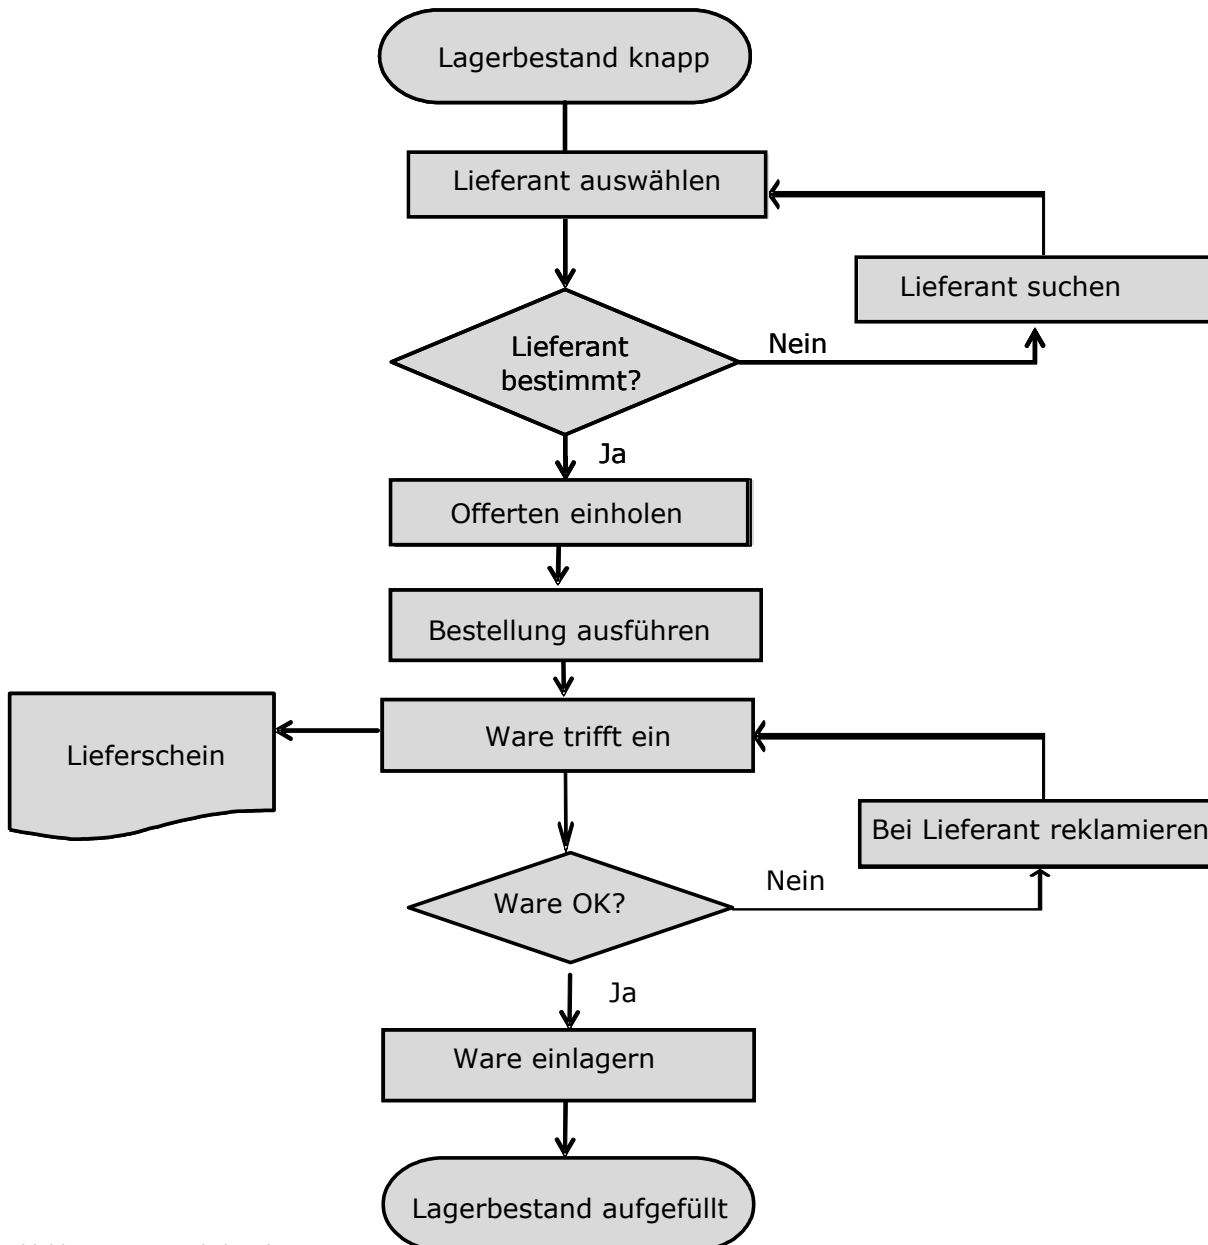 Lagerbestand knapp
Lieferant auswählen
Lieferant suchen
Lieferant
bestimmt?
Nein
Ja
Offerten einholen
Bestellung ausführen
Lieferschein
Ware trifft ein
Bei Lieferant reklamieren
Ware OK?
Nein
Ja
Ware einlagern
Lagerbestand aufgefüllt